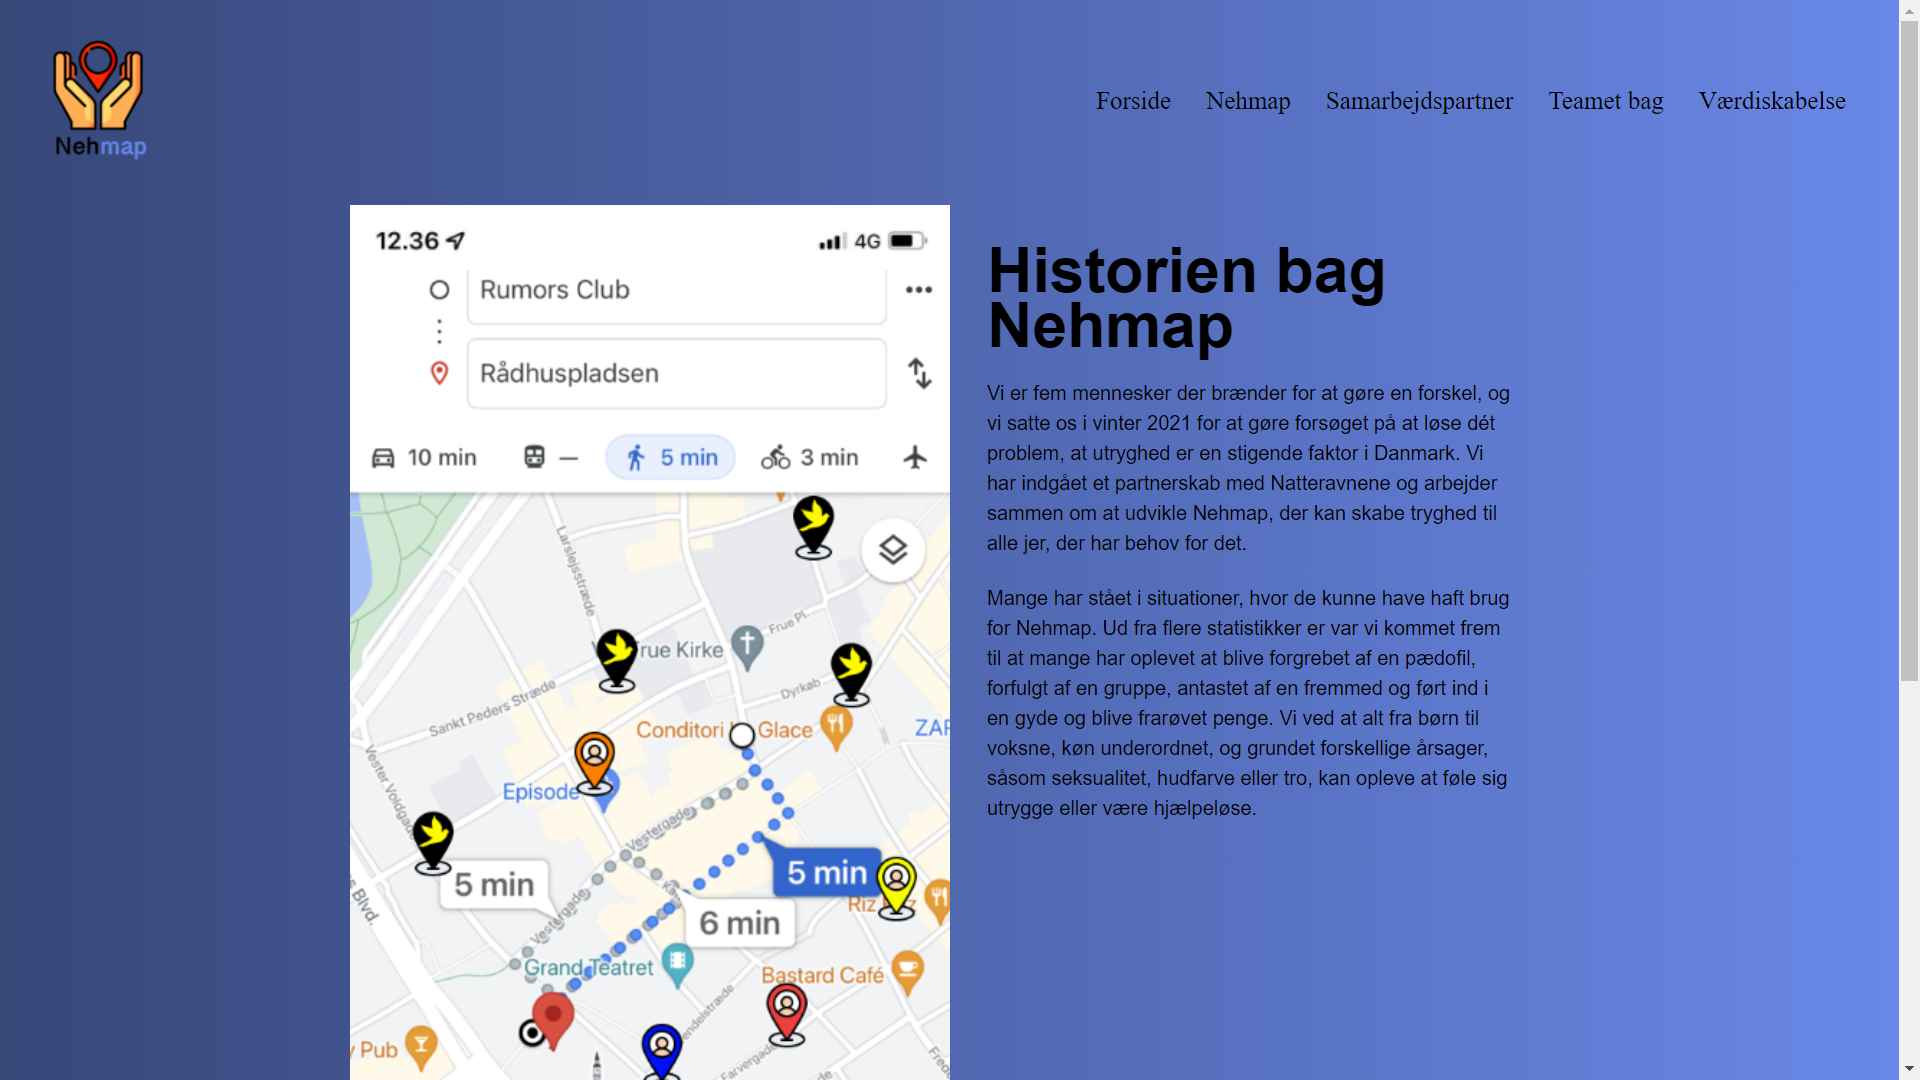 Nehmap
Forside Nehmap Samarbejdspartner Teamet bag Værdiskabelse
12.36 4G
Rumors Club
Rådhuspladsen
10 min — 5 min 3 min
Larslejsstræde
Frue Pl.
rue Kirke
Dyrkøb
Sankt Peders Stræde
Conditori Glace
ZAR
Vester Voldgade
Episode
Vestergade
5 min
5 min
Riz
s Blvd.
Vestergade
6 min
Grand Teatret
Bastard Café
endelstræde
y Pub
Farvergade
Historien bag
Nehmap
Vi er fem mennesker der brænder for at gøre en forskel, og
vi satte os i vinter 2021 for at gøre forsøget på at løse dét
problem, at utryghed er en stigende faktor i Danmark. Vi
har indgået et partnerskab med Natteravnene og arbejder
sammen om at udvikle Nehmap, der kan skabe tryghed til
alle jer, der har behov for det.
Mange har stået i situationer, hvor de kunne have haft brug
for Nehmap. Ud fra flere statistikker er var vi kommet frem
til at mange har oplevet at blive forgrebet af en pædofil,
forfulgt af en gruppe, antastet af en fremmed og ført ind i
en gyde og blive frarøvet penge. Vi ved at alt fra børn til
voksne, køn underordnet, og grundet forskellige årsager,
såsom seksualitet, hudfarve eller tro, kan opleve at føle sig
utrygge eller være hjælpeløse.